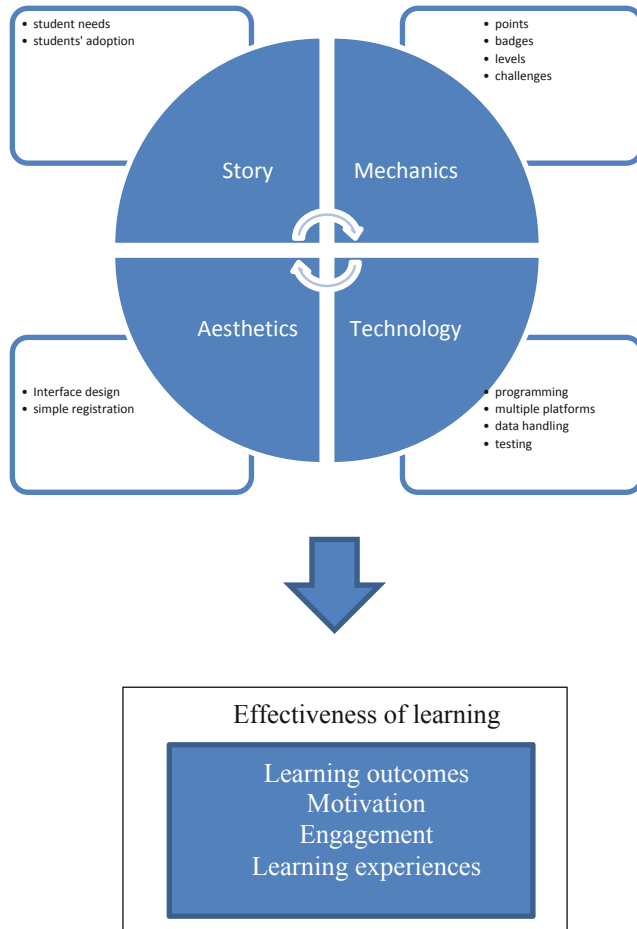 • student needs
• students' adoption
• points
• badges
• levels
• challenges
Story
Mechanics
Aesthetics
Technology
• Interface design
• simple registration
• programming
• multiple platforms
• data handling
• testing
Effectiveness of learning
Learning outcomes
Motivation
Engagement
Learning experiences